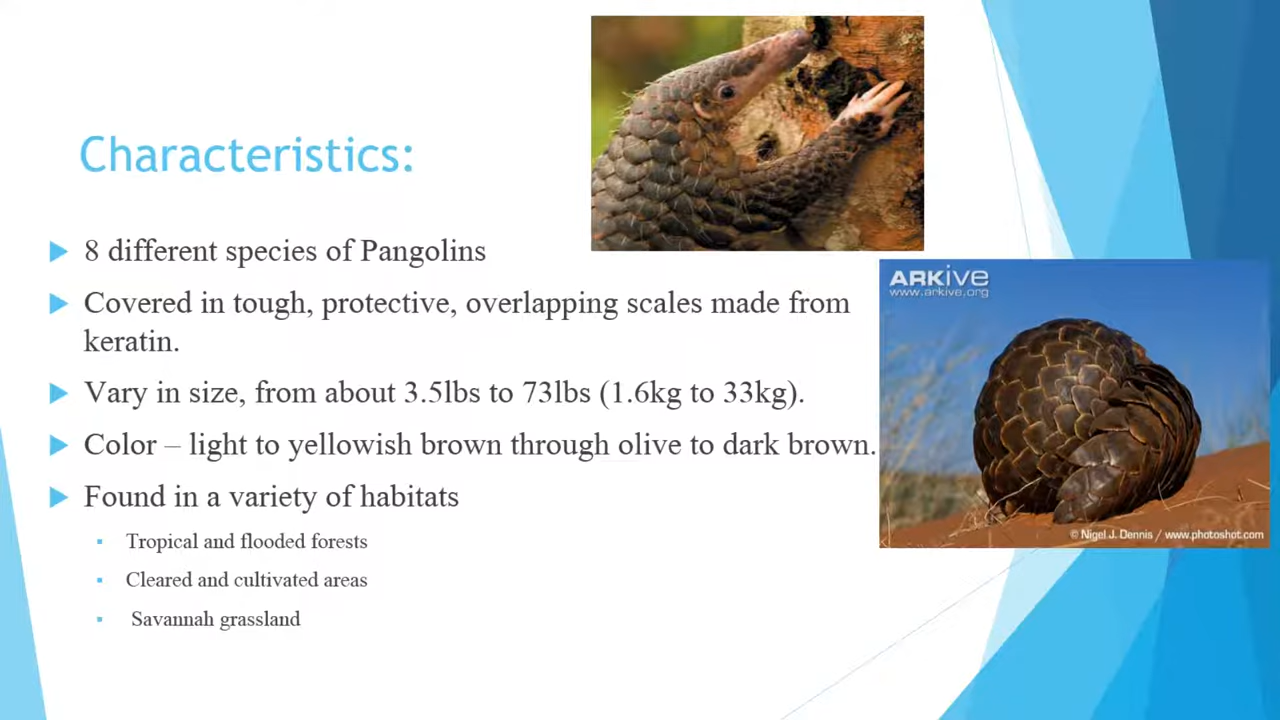 Characteristics:
8 different species of Pangolins
Covered in tough, protective, overlapping scales made from
keratin.
Vary in size, from about 3.5lbs to 73lbs (1.6kg to 33kg).
Color – light to yellowish brown through olive to dark brown.
Found in a variety of habitats
Tropical and flooded forests
Cleared and cultivated areas
Savannah grassland
ARKive
www.arkive.org
© Nigel J. Dennis / www.photoshot.com